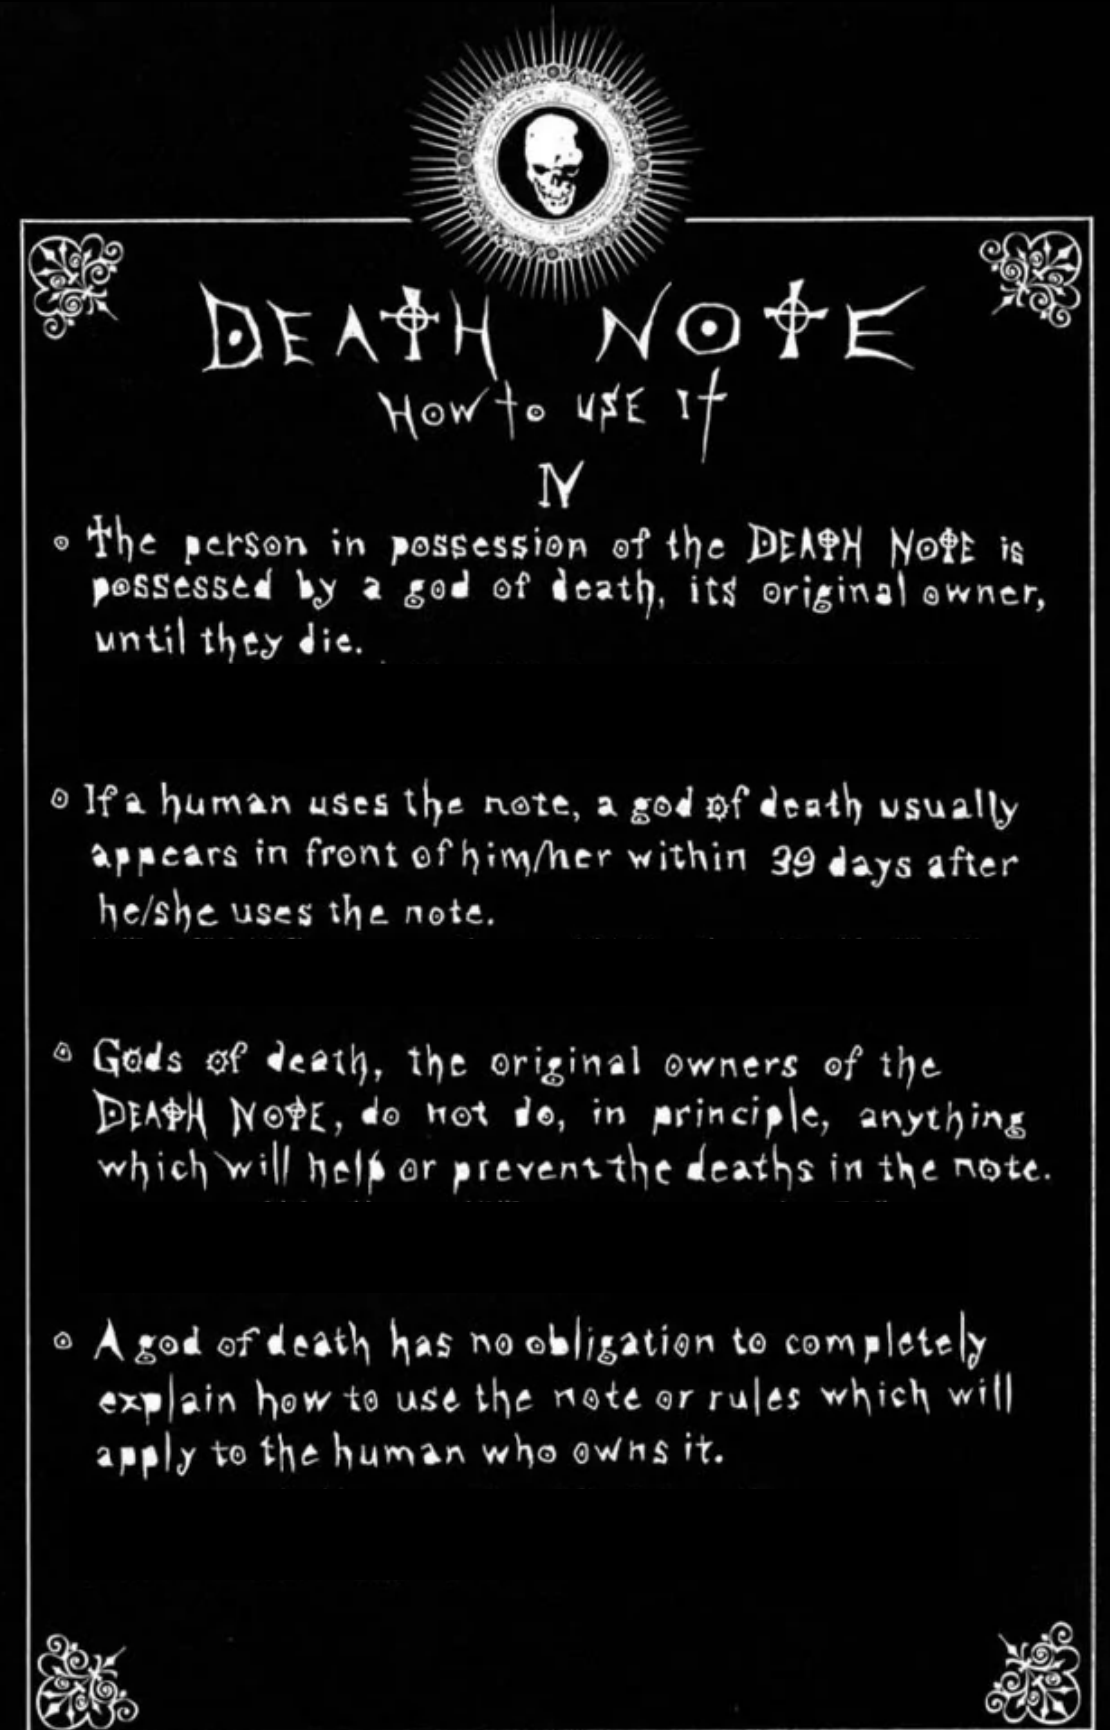 DEATH NOTE
How to use it
IV
The person in possession of the DEATH NOTE is
possessed by a god of death, its original owner,
until they die.
If a human uses the note, a god of death usually
appears in front of him/her within 39 days after
he/she uses the note.
Gods of death, the original owners of the
DEATH NOTE, do not do, in principle, anything
which will help or prevent the deaths in the note.
A god of death has no obligation to completely
explain how to use the note or rules which will
apply to the human who owns it.